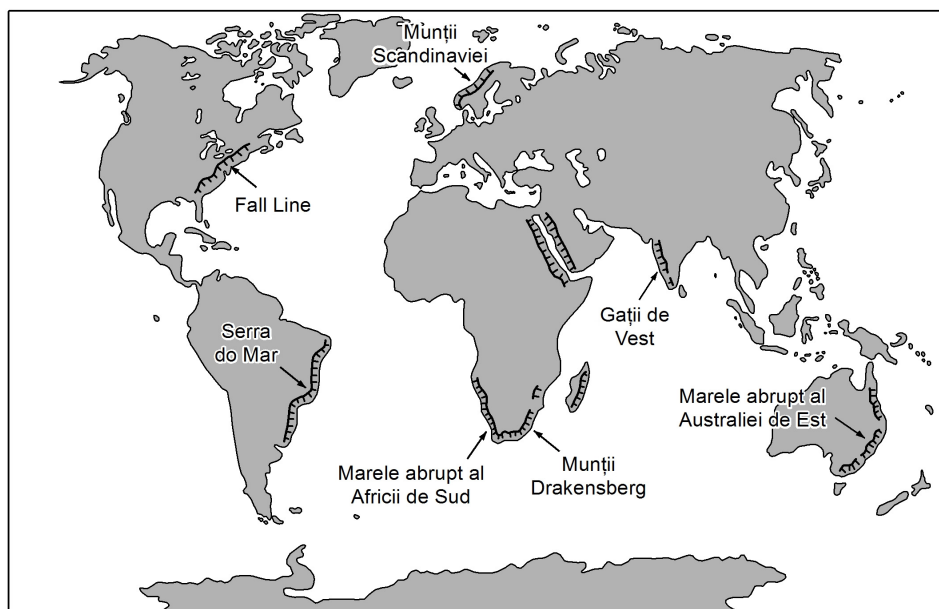 Munții
Scandinaviei
Fall Line
Gații de
Vest
Serra
do Mar
Marele abrupt al
Australiei de Est
Marele abrupt al
Africii de Sud
Munții
Drakensberg